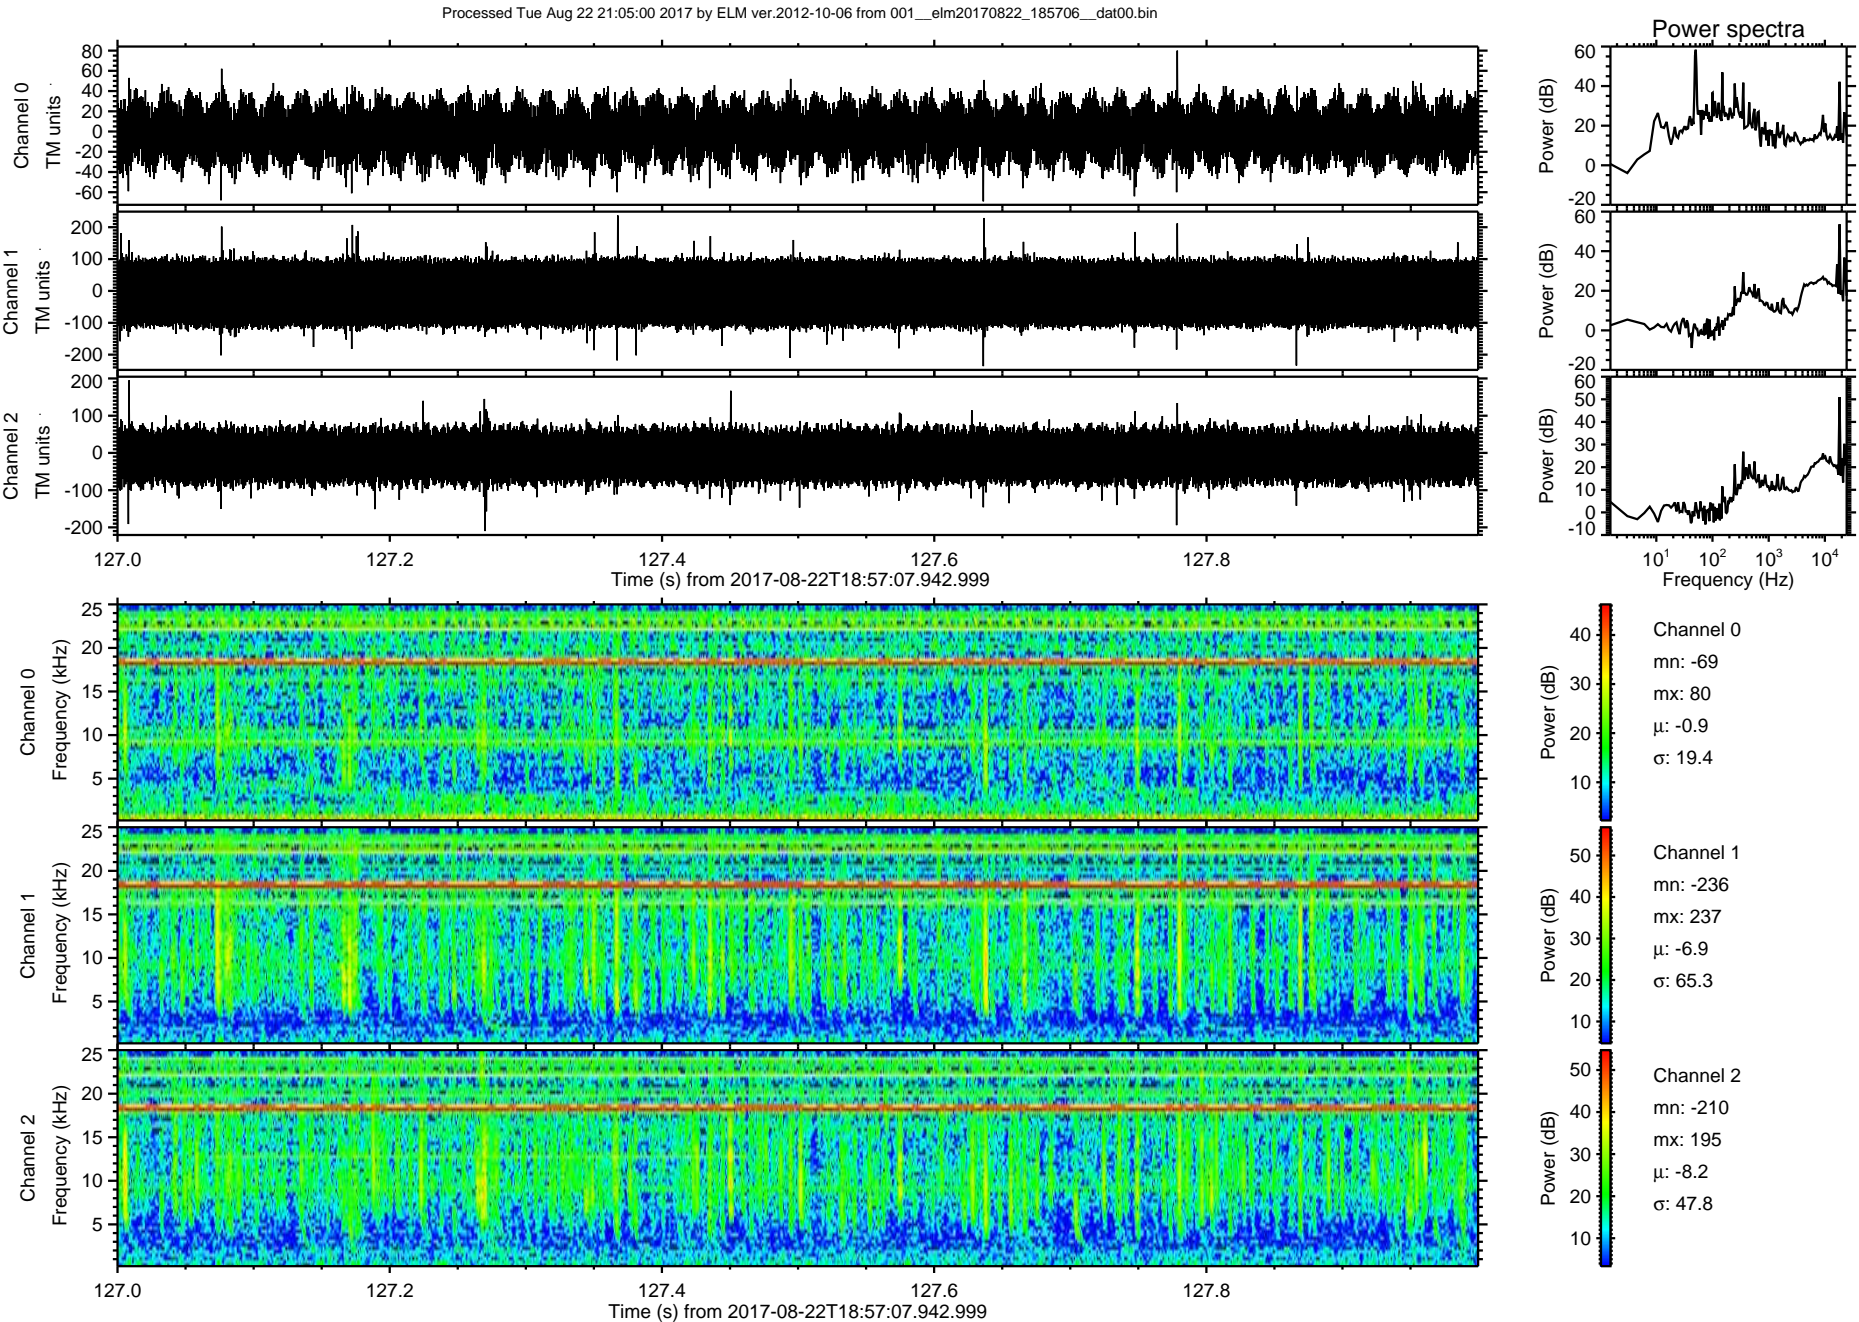 Processed Tue Aug 22 21:05:00 2017 by ELM ver.2012-10-06 from 001__elm20170822_185706__dat00.bin
Power spectra
Channel 0
TM units
80
60
40
20
0
-20
-40
-60
Power (dB)
60
40
20
0
-20
Channel 1
TM units
200
100
0
-100
-200
Power (dB)
60
40
20
0
-20
Channel 2
TM units
200
100
0
-100
-200
Power (dB)
60
50
40
30
20
10
0
-10
127.0 127.2 127.4 127.6 127.8
Time (s) from 2017-08-22T18:57:07.942.999
10¹ 10² 10³ 10⁴
Frequency (Hz)
Channel 0
Frequency (kHz)
25
20
15
10
5
Power (dB)
40
30
20
10
Channel 0
mn: -69
mx: 80
μ: -0.9
σ: 19.4
Channel 1
Frequency (kHz)
25
20
15
10
5
Power (dB)
50
40
30
20
10
Channel 1
mn: -236
mx: 237
μ: -6.9
σ: 65.3
Channel 2
Frequency (kHz)
25
20
15
10
5
Power (dB)
50
40
30
20
10
Channel 2
mn: -210
mx: 195
μ: -8.2
σ: 47.8
127.0 127.2 127.4 127.6 127.8
Time (s) from 2017-08-22T18:57:07.942.999